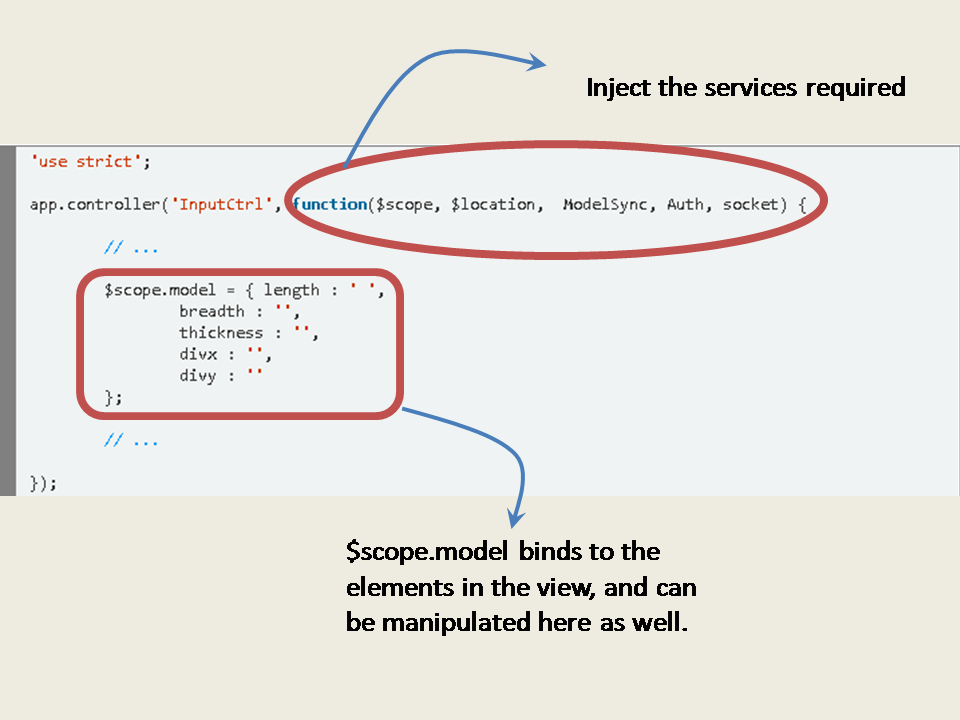 Inject the services required
'use strict';
app.controller('InputCtrl', function($scope, $location, ModelSync, Auth, socket) {
// ...
$scope.model = { length : ' ',
breadth : '',
thickness : '',
divx : '',
divy : ''
};
// ...
});
$scope.model binds to the
elements in the view, and can
be manipulated here as well.